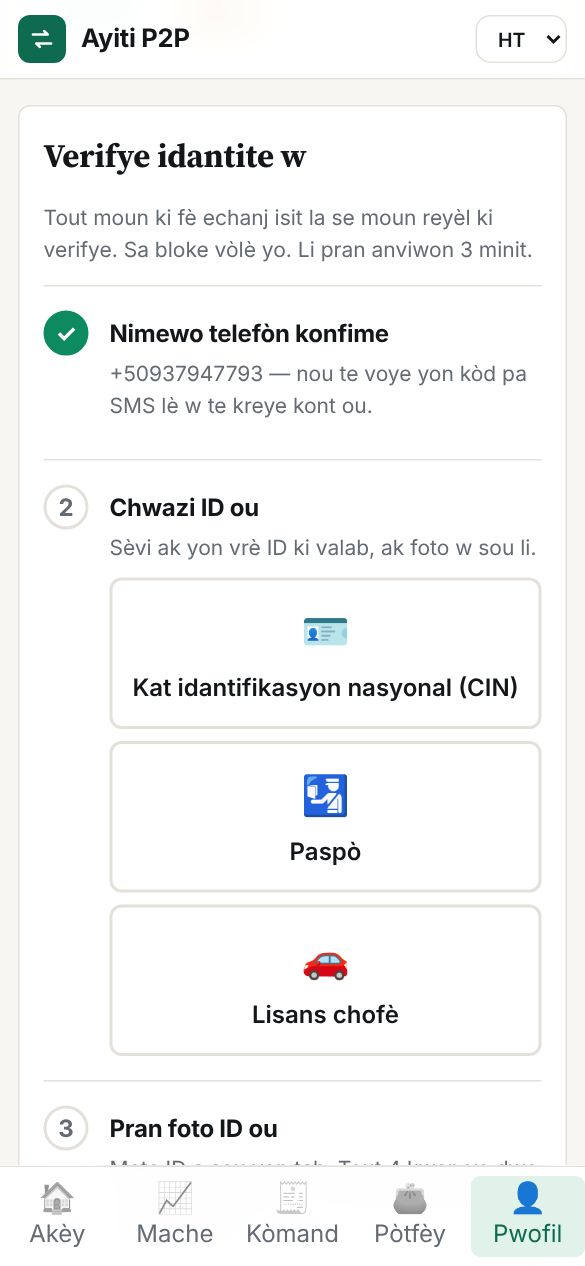 Ayiti P2P
HT
Verifye idantite w
Tout moun ki fè echanj isit la se moun reyèl ki
verifye. Sa bloke vòlè yo. Li pran anviwon 3 minit.
Nimewo telefòn konfime
+50937947793 — nou te voye yon kòd pa
SMS lè w te kreye kont ou.
2
Chwazi ID ou
Sèvi ak yon vrè ID ki valab, ak foto w sou li.
Kat idantifikasyon nasyonal (CIN)
Paspò
Lisans chofè
3
Pran foto ID ou
Akèy
Mache
Kòmand
Pòtfèy
Pwofil